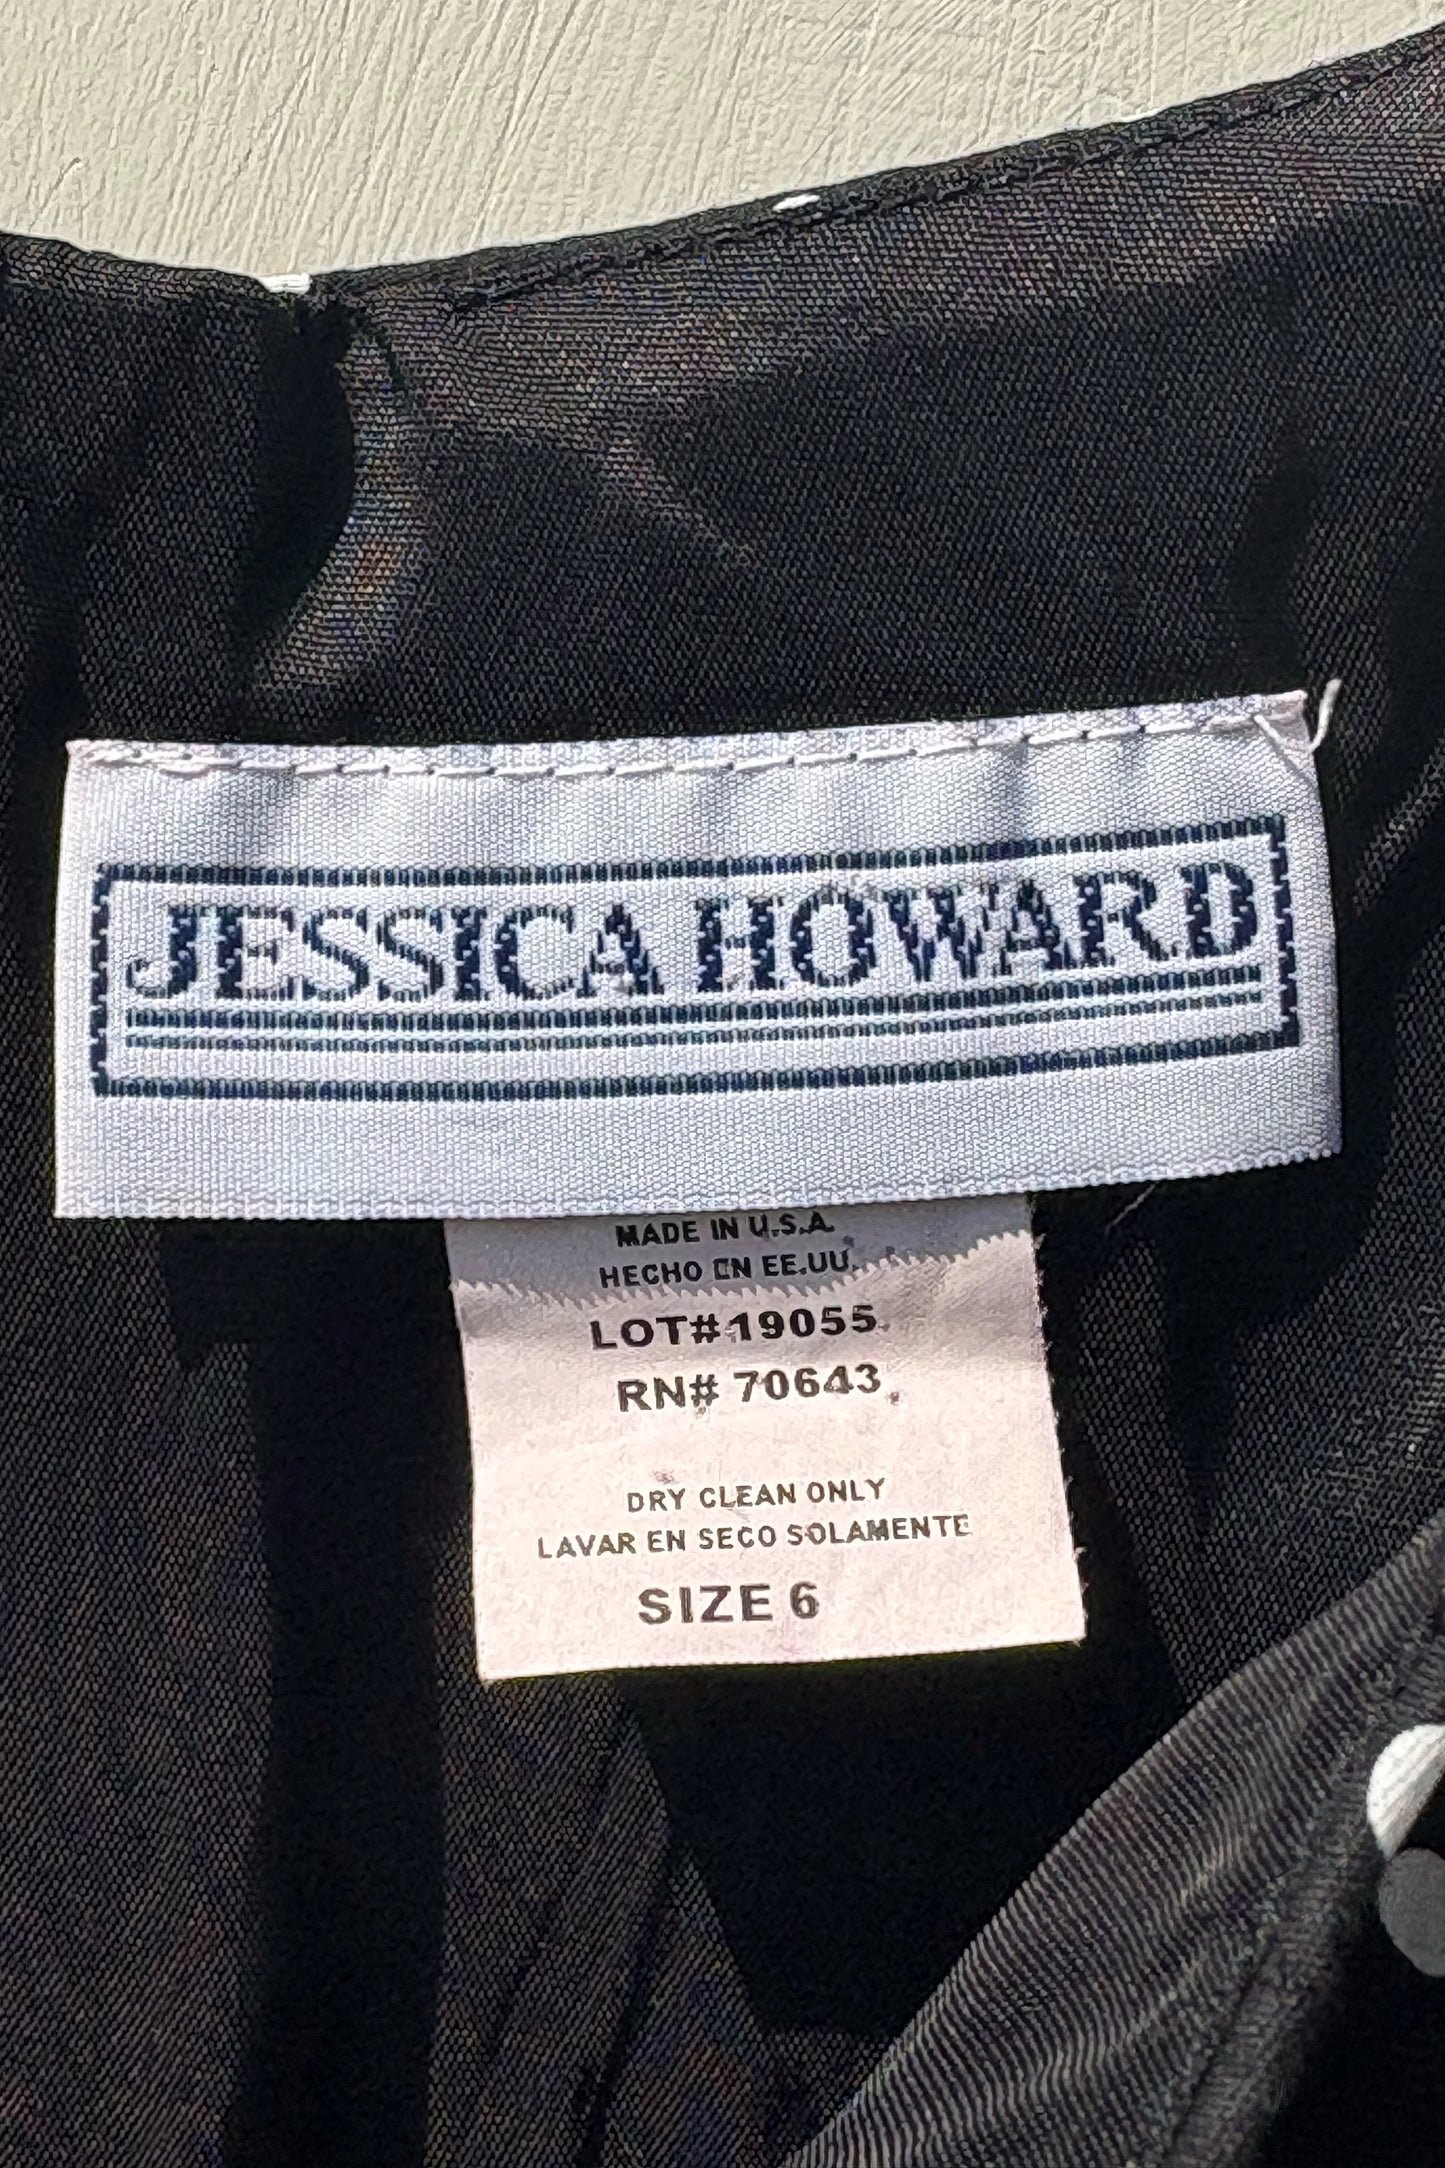 JESSICA HOWARD
MADE IN U.S.A.
HECHO EN EE.UU.
LOT#19055
RN# 70643
DRY CLEAN ONLY
LAVAR EN SECO SOLAMENTE
SIZE 6